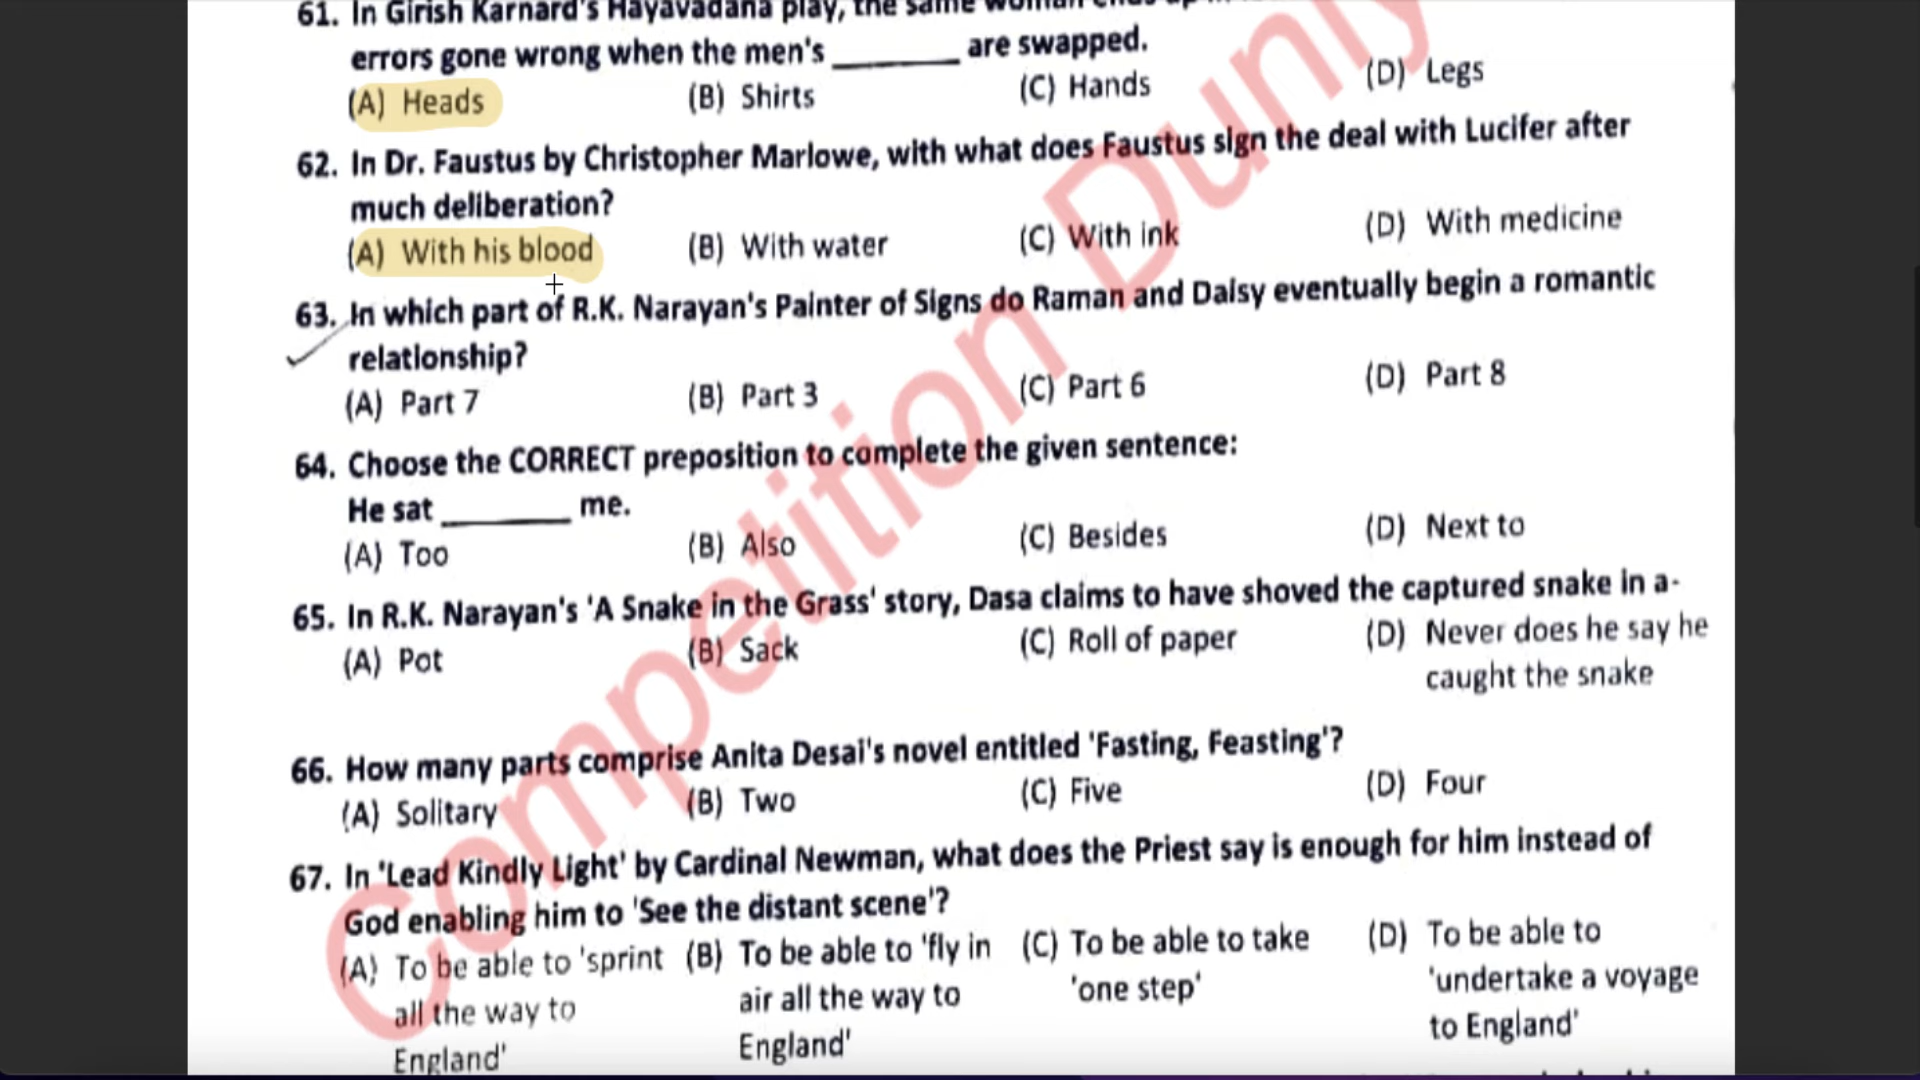 61. In Girish Karnard's Hayavadana play, the same woman ends up in
errors gone wrong when the men's ________ are swapped.
(A) Heads (B) Shirts (C) Hands (D) Legs
62. In Dr. Faustus by Christopher Marlowe, with what does Faustus sign the deal with Lucifer after
much deliberation?
(A) With his blood (B) With water (C) With ink (D) With medicine
63. In which part of R.K. Narayan's Painter of Signs do Raman and Daisy eventually begin a romantic
relationship?
(A) Part 7 (B) Part 3 (C) Part 6 (D) Part 8
64. Choose the CORRECT preposition to complete the given sentence:
He sat ________ me.
(A) Too (B) Also (C) Besides (D) Next to
65. In R.K. Narayan's 'A Snake in the Grass' story, Dasa claims to have shoved the captured snake in a-
(A) Pot (B) Sack (C) Roll of paper (D) Never does he say he
caught the snake
66. How many parts comprise Anita Desai's novel entitled 'Fasting, Feasting'?
(A) Solitary (B) Two (C) Five (D) Four
67. In 'Lead Kindly Light' by Cardinal Newman, what does the Priest say is enough for him instead of
God enabling him to 'See the distant scene'?
(A) To be able to 'sprint (B) To be able to 'fly in (C) To be able to take (D) To be able to
all the way to air all the way to 'one step' 'undertake a voyage
England' England' to England'
Competition